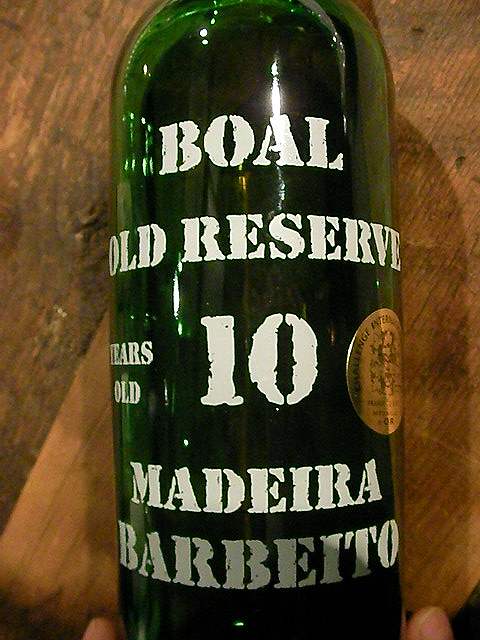 BOAL
OLD RESERVE
YEARS
OLD
10
MADEIRA
BARBEITO